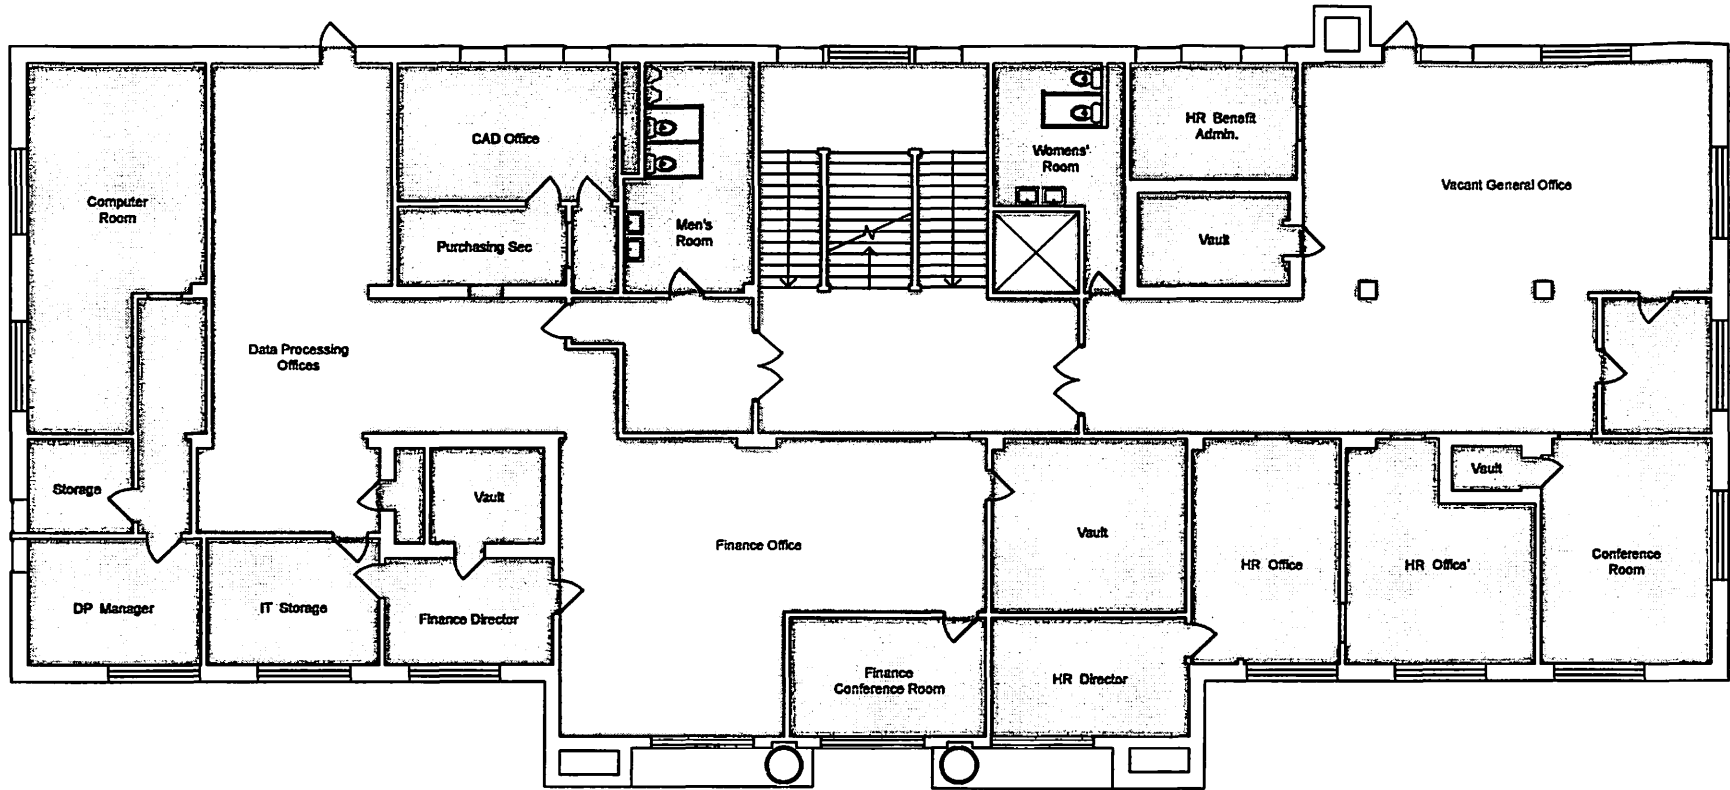 CAD Office
HR Benefit
Admin.
Womens'
Room
Vacant General Office
Computer
Room
Men's
Room
Purchasing Sec
Vault
Data Processing
Offices
Storage
Vault
Vault
Finance Office
Vault
HR Office
HR Office'
Conference
Room
DP Manager
IT Storage
Finance Director
Finance
Conference Room
HR Director